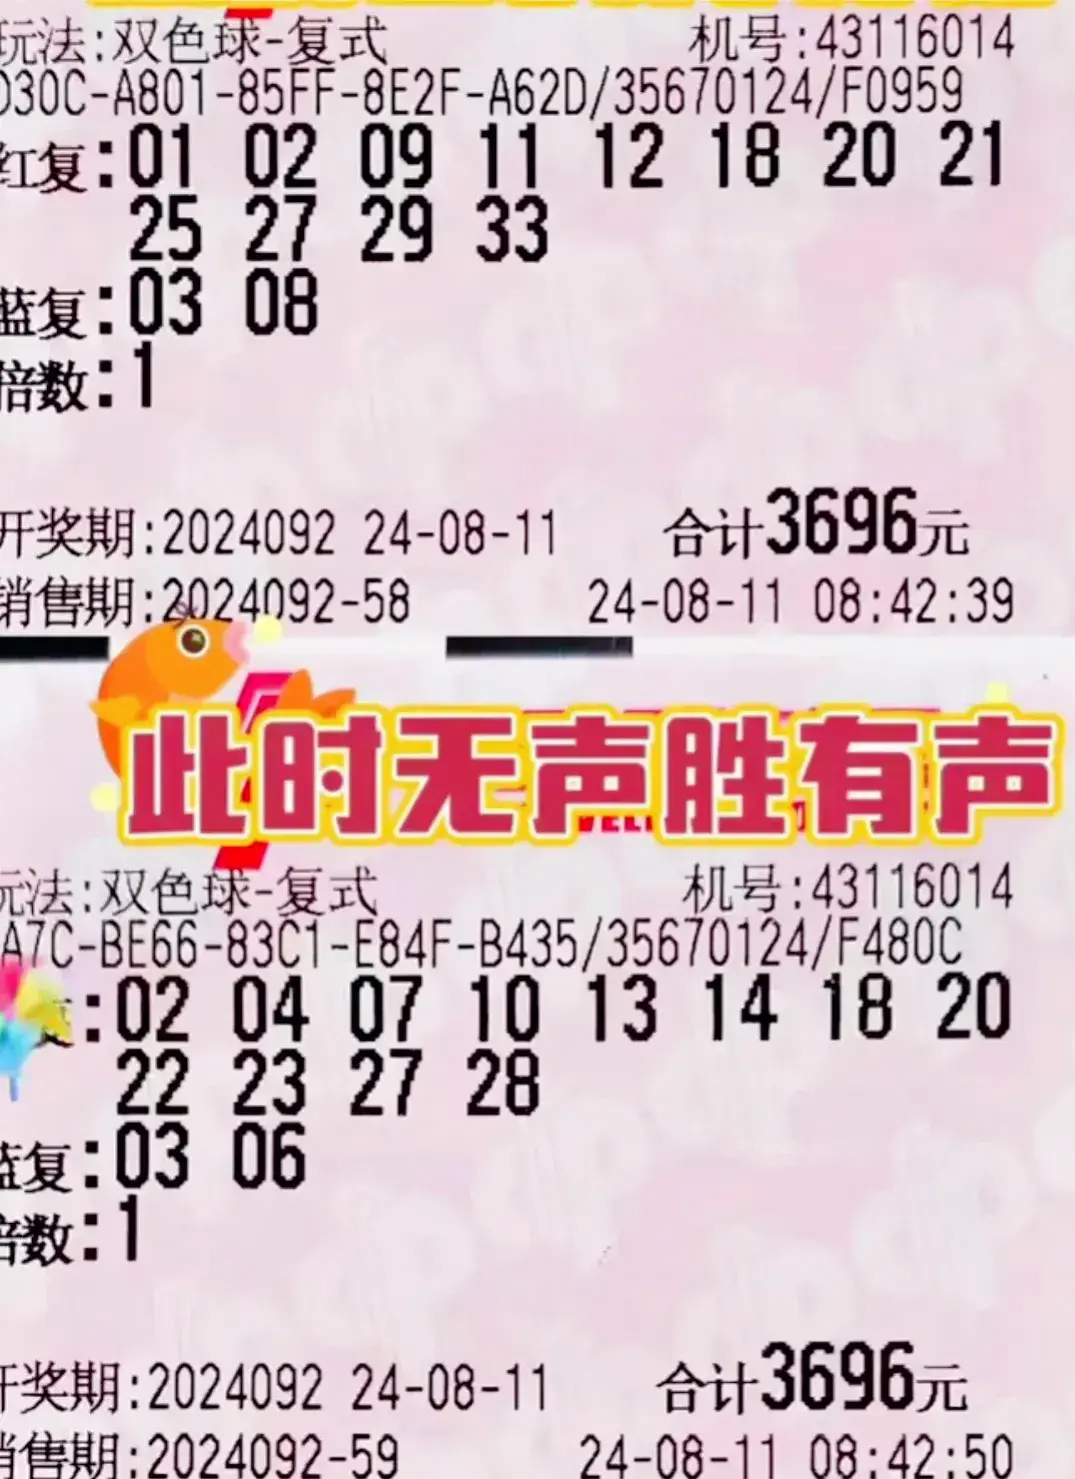 玩法:双色球-复式 机号:43116014
D30C-A801-85FF-8E2F-A62D/35670124/F0959
红复:01 02 09 11 12 18 20 21
25 27 29 33
蓝复:03 08
倍数:1
开奖期:2024092 24-08-11 合计3696元
销售期:2024092-58 24-08-11 08:42:39
此时无声胜有声
玩法:双色球-复式 机号:43116014
A7C-BE66-83C1-E84F-B435/35670124/F480C
:02 04 07 10 13 14 18 20
22 23 27 28
蓝复:03 06
倍数:1
开奖期:2024092 24-08-11 合计3696元
销售期:2024092-59 24-08-11 08:42:50